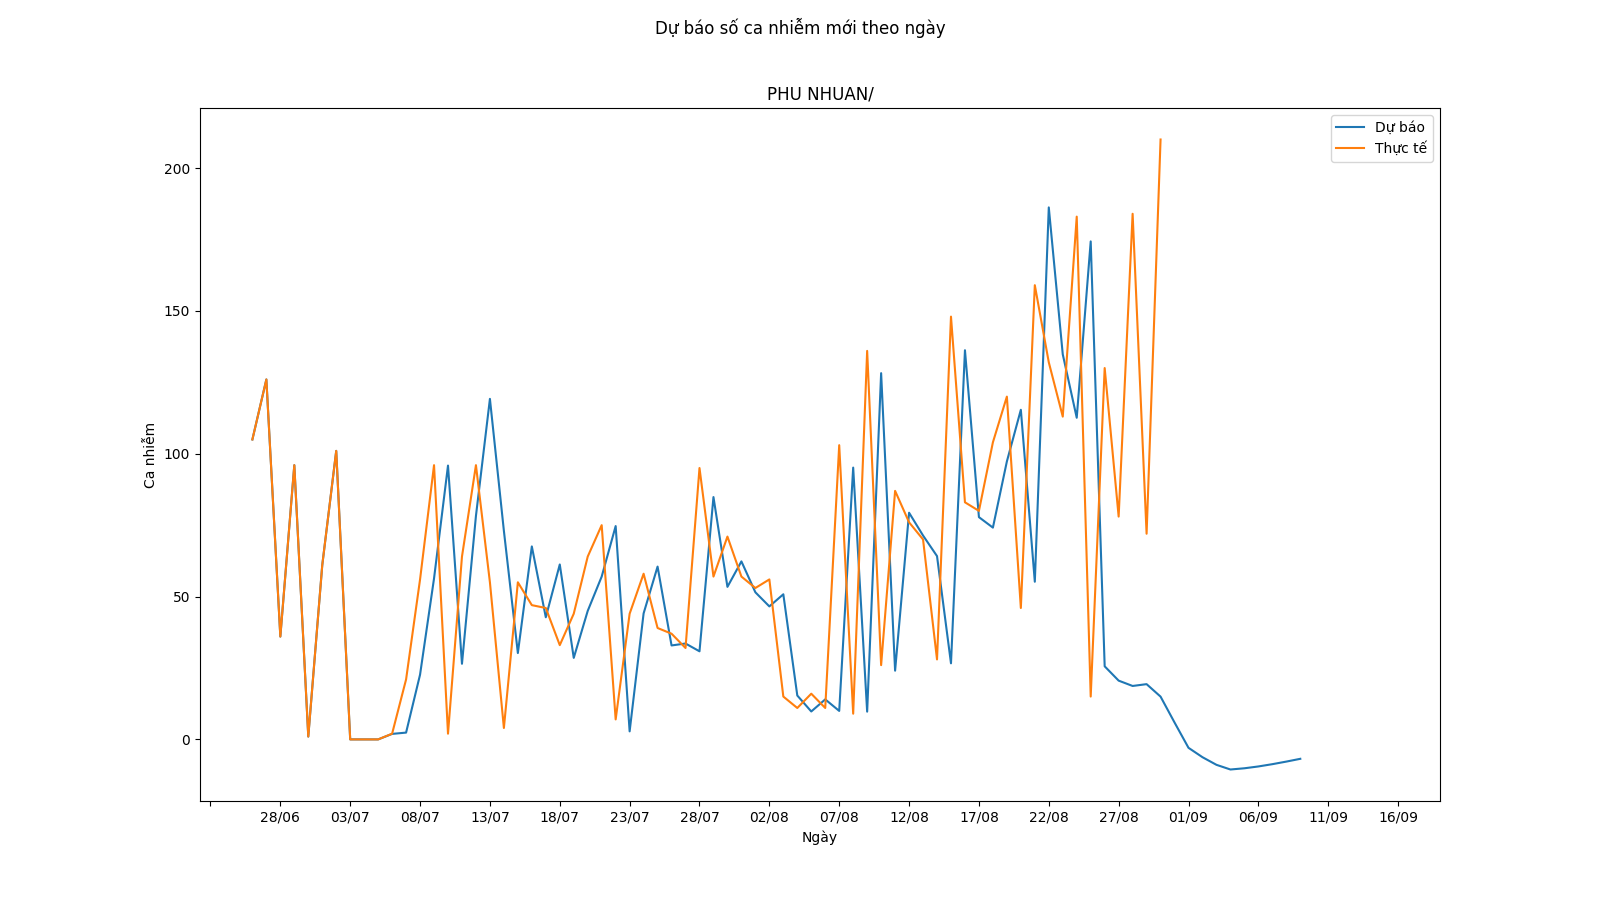 Dự báo số ca nhiễm mới theo ngày
PHU NHUAN/
Dự báo
Thực tế
Ca nhiễm
200
150
100
50
0
28/06 03/07 08/07 13/07 18/07 23/07 28/07 02/08 07/08 12/08 17/08 22/08 27/08 01/09 06/09 11/09 16/09
Ngày